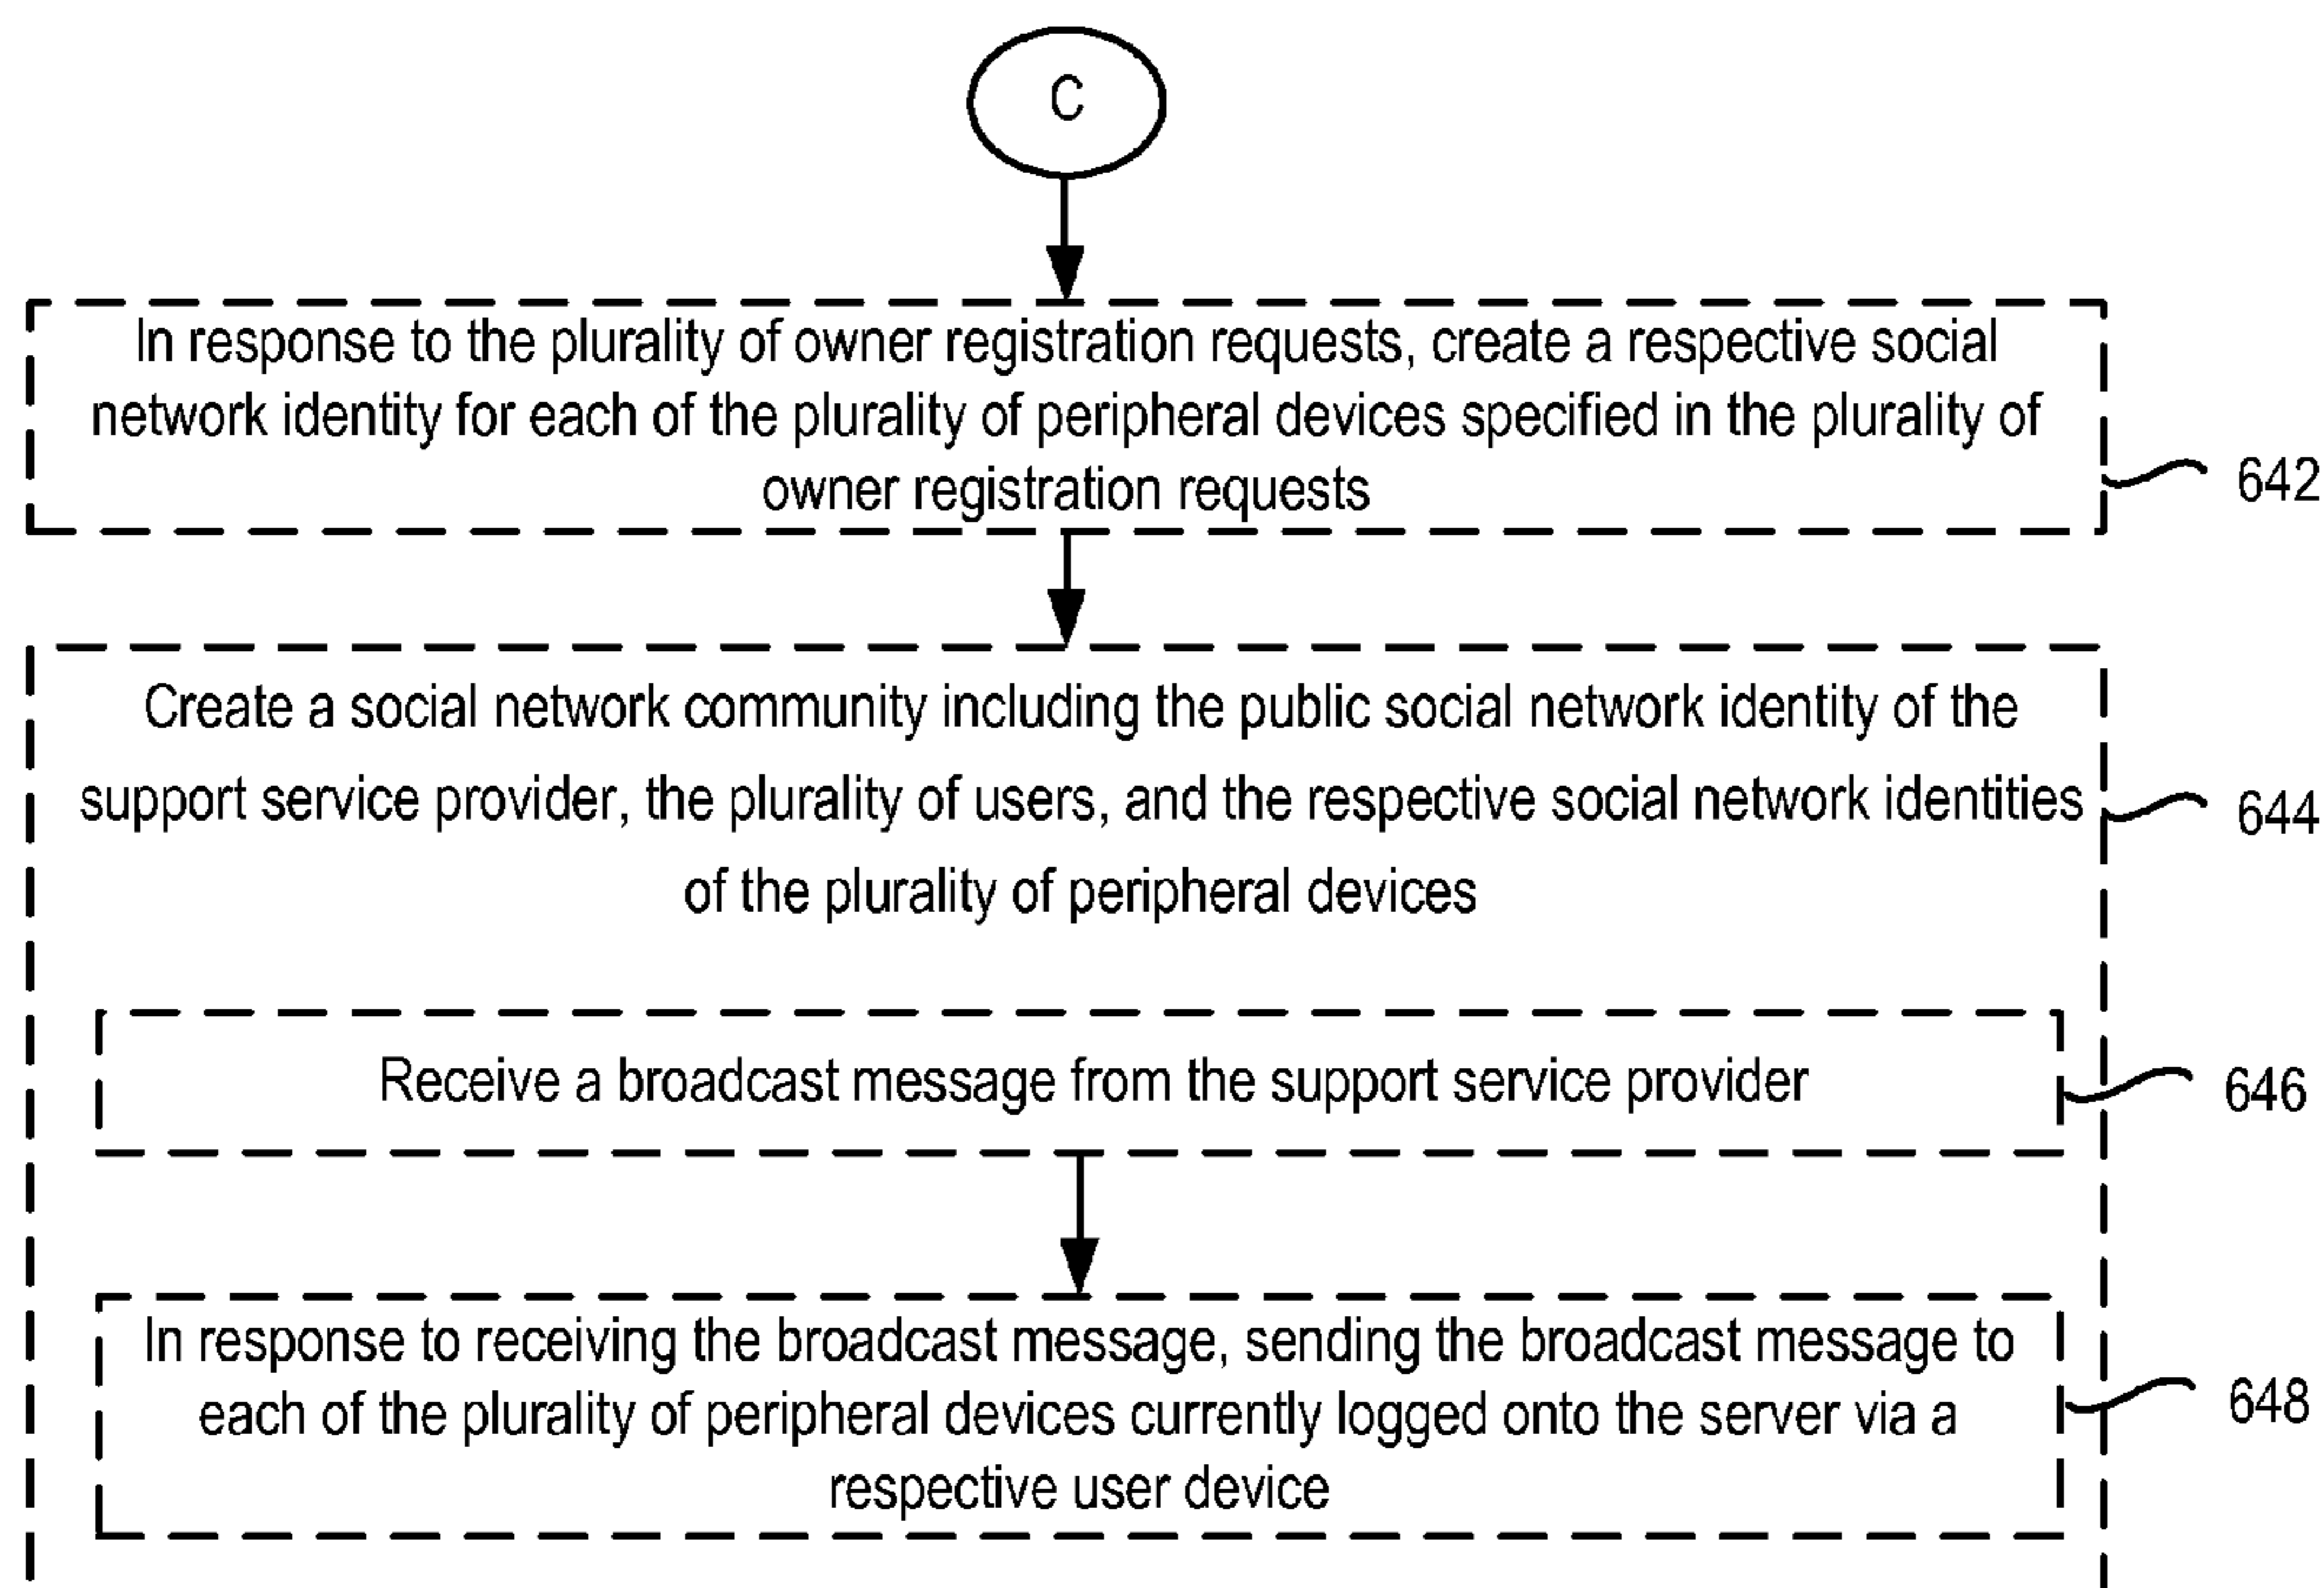 C
In response to the plurality of owner registration requests, create a respective social
network identity for each of the plurality of peripheral devices specified in the plurality of
owner registration requests
642
Create a social network community including the public social network identity of the
support service provider, the plurality of users, and the respective social network identities
of the plurality of peripheral devices
644
Receive a broadcast message from the support service provider
646
In response to receiving the broadcast message, sending the broadcast message to
each of the plurality of peripheral devices currently logged onto the server via a
respective user device
648